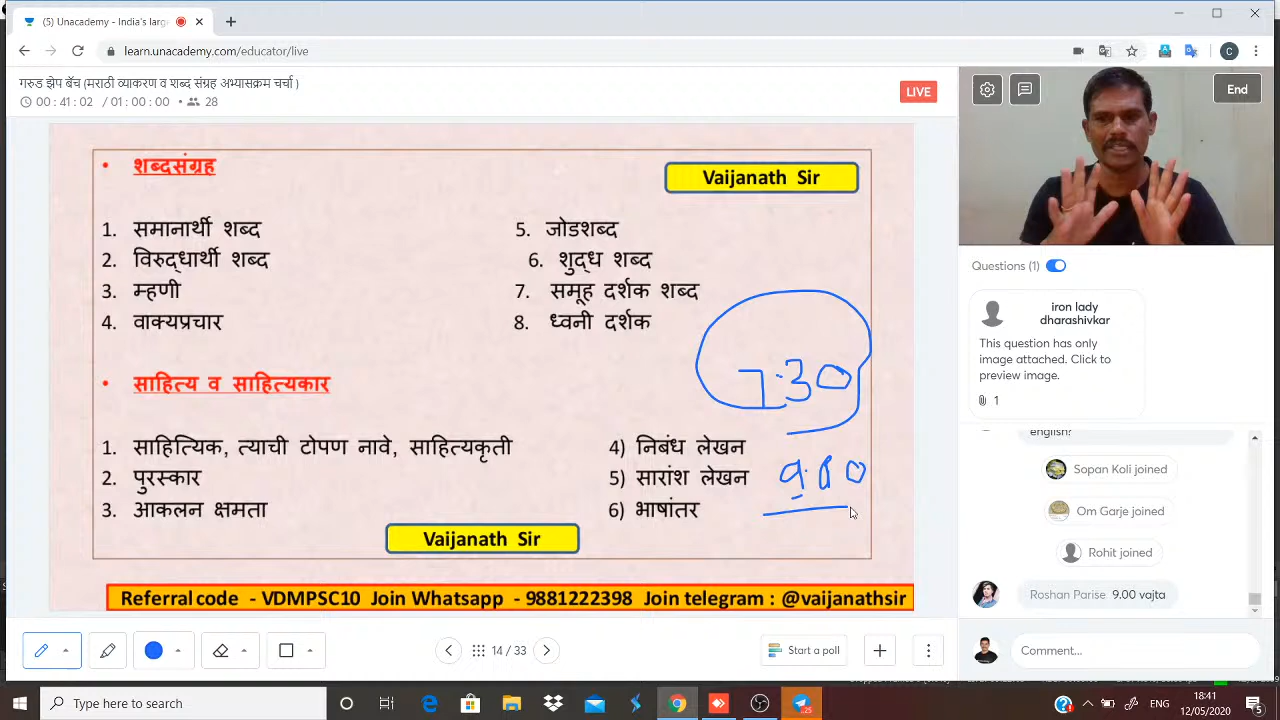 (5) Unacademy - India's larg
learn.unacademy.com/educator/live
C
गरुड झेप बॅच (मराठी व्याकरण व शब्द संग्रह अभ्यासक्रम चर्चा )
00 : 41 : 02 / 01 : 00 : 00 •
LIVE
End
• शब्दसंग्रह
Vaijanath Sir
1. समानार्थी शब्द
2. विरुद्धार्थी शब्द
3. म्हणी
4. वाक्यप्रचार
5. जोडशब्द
6. शुद्ध शब्द
7. समूह दर्शक शब्द
8. ध्वनी दर्शक
7.30
• साहित्य व साहित्यकार
1. साहित्यिक, त्याची टोपण नावे, साहित्यकृती
2. पुरस्कार
3. आकलन क्षमता
4) निबंध लेखन
5) सारांश लेखन
6) भाषांतर
Vaijanath Sir
Referral code - VDMPSC10 Join Whatsapp - 9881222398 Join telegram : @vaijanathsir
Questions (1)
iron lady
dharashivkar
This question has only
image attached. Click to
preview image.
1
english?
Sopan Koli joined
Om Garje joined
Rohit joined
Roshan Parise 9.00 vajta
14 / 33
Start a poll
Comment...
Type here to search
ENG
18:41
12/05/2020